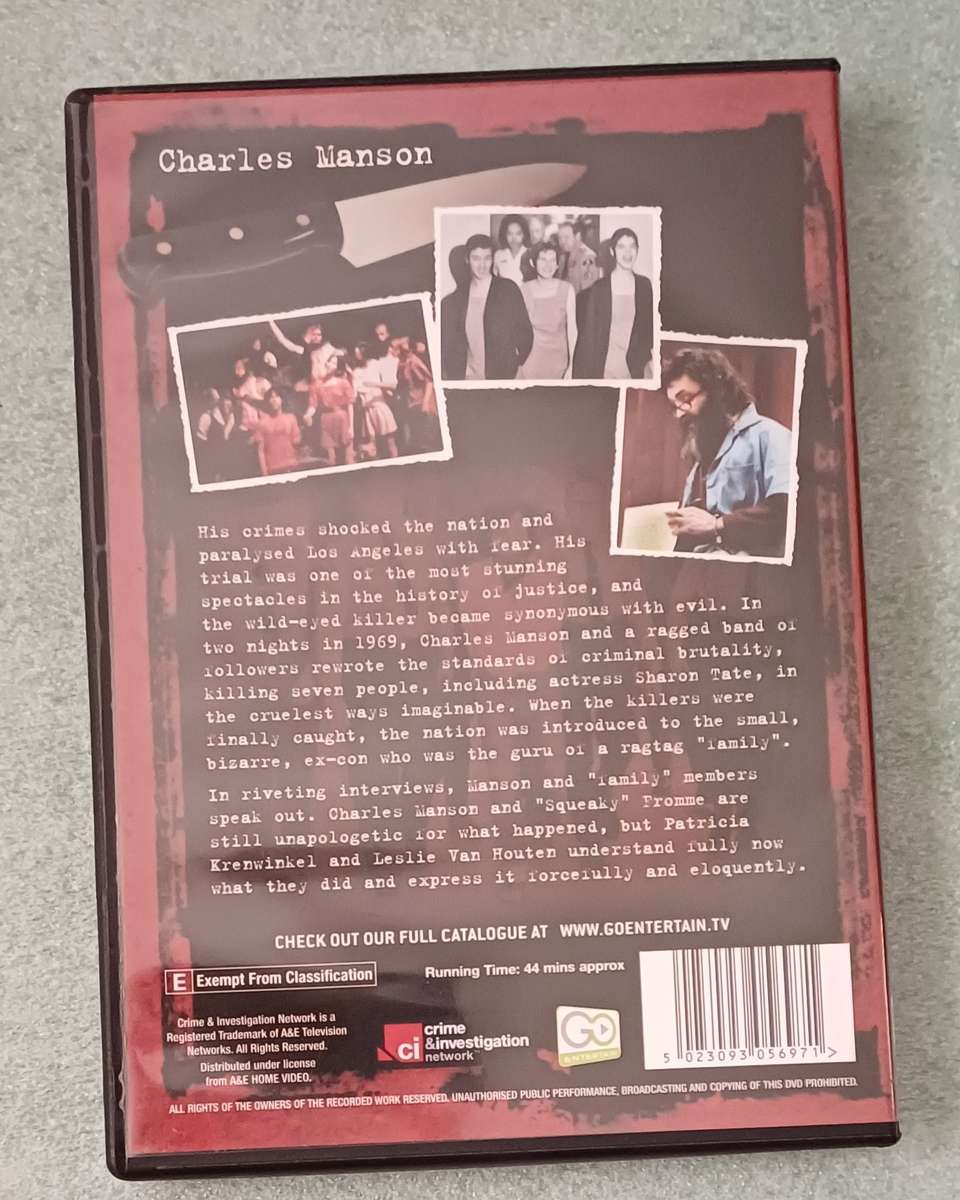 Charles Manson
His crimes shocked the nation and
paralysed Los Angeles with fear. His
trial was one of the most stunning
spectacles in the history of justice, and
the wild-eyed killer became synonymous with evil. In
two nights in 1969, Charles Manson and a ragged band of
followers rewrote the standards of criminal brutality,
killing seven people, including actress Sharon Tate, in
the cruelest ways imaginable. When the killers were
finally caught, the nation was introduced to the small,
bizarre, ex-con who was the guru of a ragtag "family".
In riveting interviews, Manson and "family" members
speak out. Charles Manson and "Squeaky" Fromme are
still unapologetic for what happened, but Patricia
Krenwinkel and Leslie Van Houten understand fully now
what they did and express it forcefully and eloquently.
CHECK OUT OUR FULL CATALOGUE AT WWW.GOENTERTAIN.TV
E Exempt From Classification
Running Time: 44 mins approx
Crime & Investigation Network is a
Registered Trademark of A&E Television
Networks. All Rights Reserved.
Distributed under license
from A&E HOME VIDEO.
ci crime
&investigation
network™
GO
ENTERTAIN
5 023093 056971 >
ALL RIGHTS OF THE OWNERS OF THE RECORDED WORK RESERVED. UNAUTHORISED PUBLIC PERFORMANCE, BROADCASTING AND COPYING OF THIS DVD PROHIBITED.